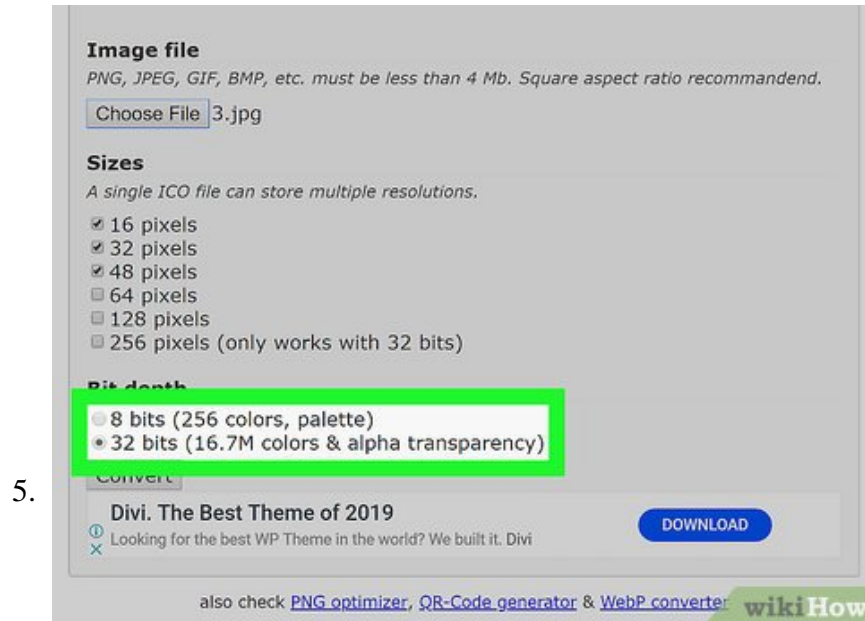 Image file
PNG, JPEG, GIF, BMP, etc. must be less than 4 Mb. Square aspect ratio recommandend.
Choose File 3.jpg
Sizes
A single ICO file can store multiple resolutions.
16 pixels
32 pixels
48 pixels
64 pixels
128 pixels
256 pixels (only works with 32 bits)
Bit depth
8 bits (256 colors, palette)
32 bits (16.7M colors & alpha transparency)
Convert
5.
Divi. The Best Theme of 2019
Looking for the best WP Theme in the world? We built it. Divi
DOWNLOAD
also check PNG optimizer, QR-Code generator & WebP converter
wikiHow